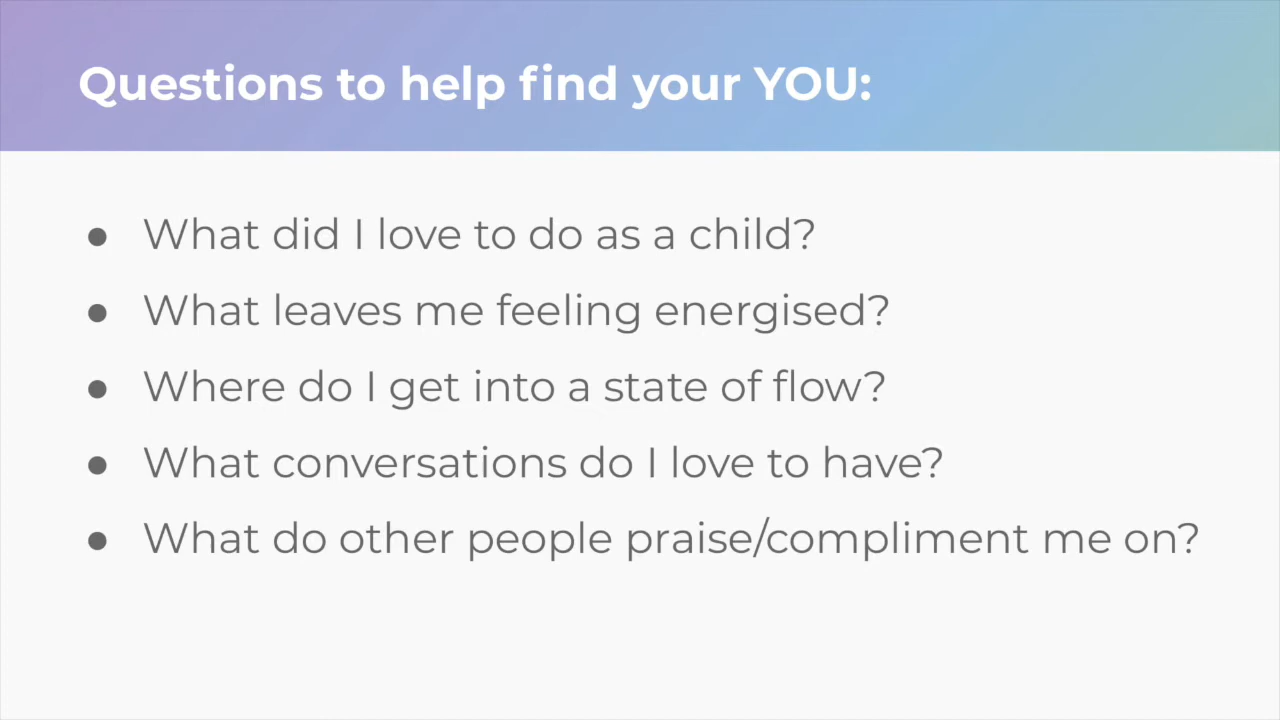 Questions to help find your YOU:
● What did I love to do as a child?
● What leaves me feeling energised?
● Where do I get into a state of flow?
● What conversations do I love to have?
● What do other people praise/compliment me on?